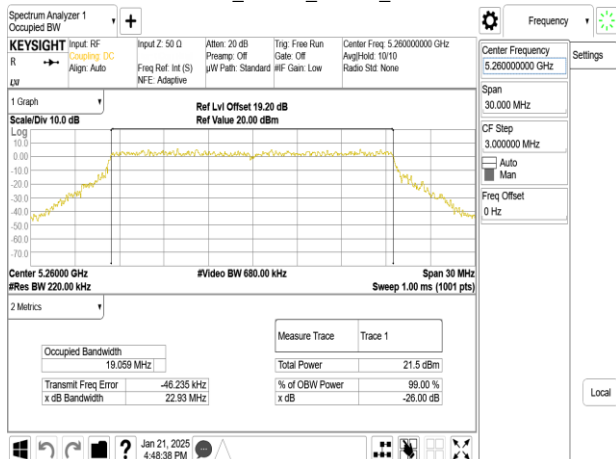 Spectrum Analyzer 1
Occupied BW
Frequency
KEYSIGHT
R
LXI
Input: RF
Coupling: DC
Align: Auto
Input Z: 50 Ω
Freq Ref: Int (S)
NFE: Adaptive
Atten: 20 dB
Preamp: Off
µW Path: Standard
Trig: Free Run
Gate: Off
#IF Gain: Low
Center Freq: 5.260000000 GHz
Avg|Hold: 10/10
Radio Std: None
Center Frequency
5.260000000 GHz
Settings
Span
30.000 MHz
CF Step
3.000000 MHz
Auto
Man
Freq Offset
0 Hz
Local
1 Graph
Scale/Div 10.0 dB
Ref Lvl Offset 19.20 dB
Ref Value 20.00 dBm
Log
10.0
0.00
-10.0
-20.0
-30.0
-40.0
-50.0
-60.0
-70.0
Center 5.26000 GHz
#Video BW 680.00 kHz
Span 30 MHz
#Res BW 220.00 kHz
Sweep 1.00 ms (1001 pts)
2 Metrics
Measure Trace
Trace 1
Occupied Bandwidth
19.059 MHz
Total Power
21.5 dBm
Transmit Freq Error
-46.235 kHz
% of OBW Power
99.00 %
x dB Bandwidth
22.93 MHz
x dB
-26.00 dB
?
Jan 21, 2025
4:48:38 PM